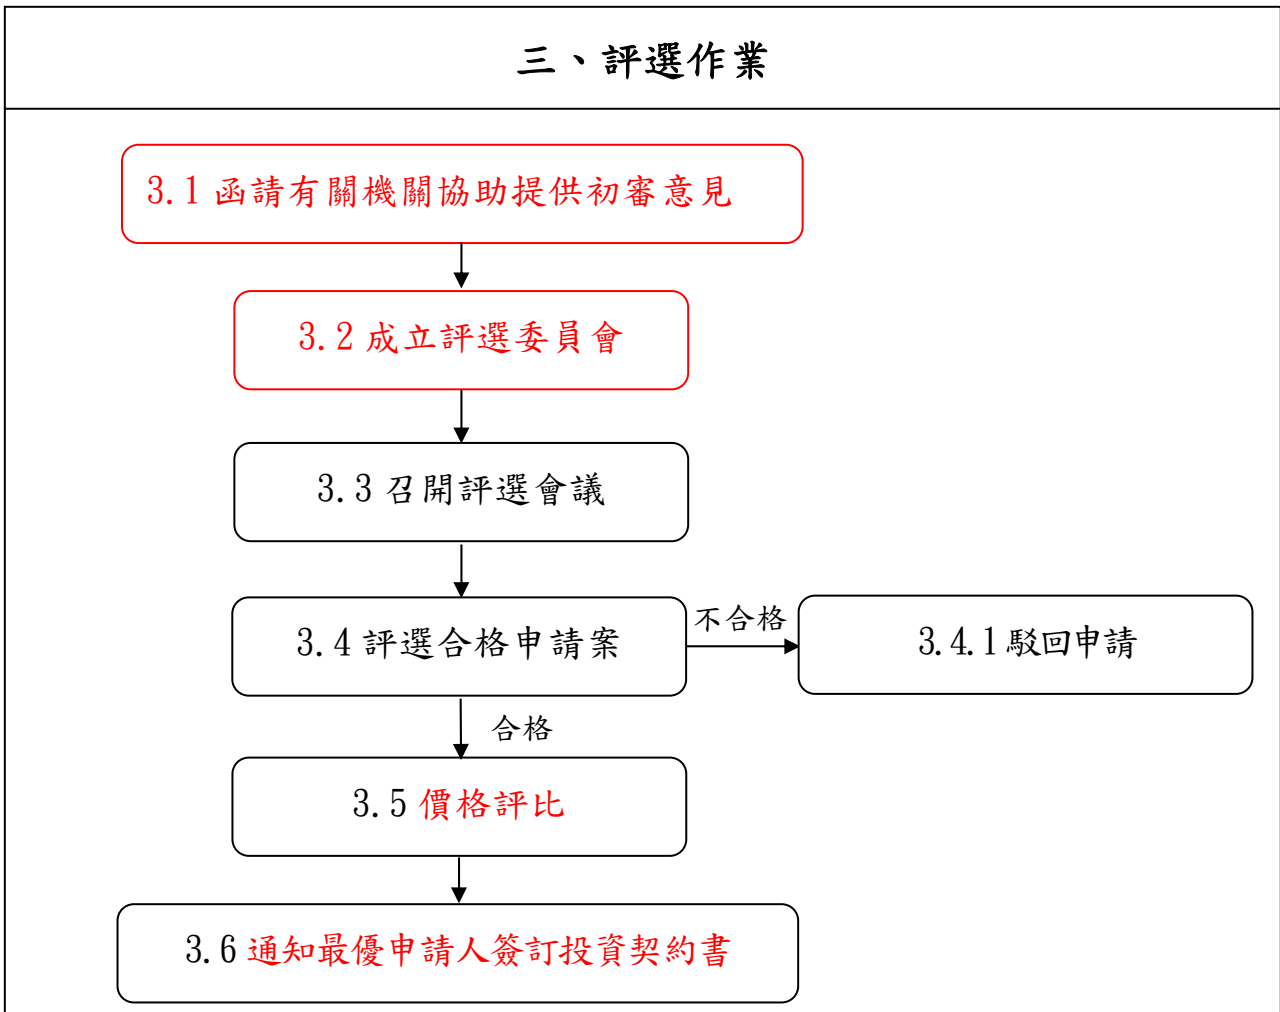 三、評選作業
3.1 函請有關機關協助提供初審意見
3.2 成立評選委員會
3.3 召開評選會議
3.4 評選合格申請案
不合格
3.4.1 駁回申請
合格
3.5 價格評比
3.6 通知最優申請人簽訂投資契約書